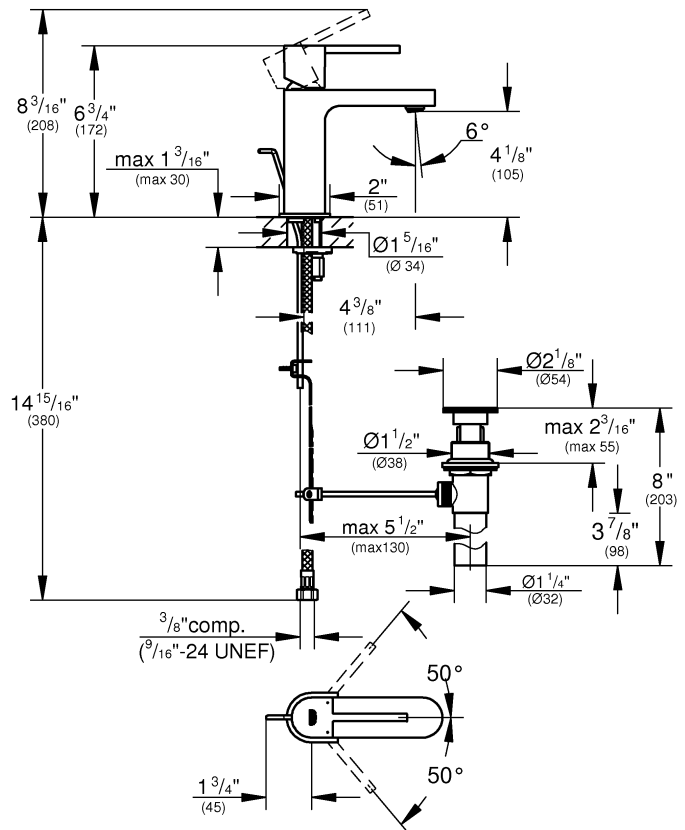 8 3/16"
(208)
6 3/4"
(172)
max 1 3/16"
(max 30)
6°
4 1/8"
(105)
2"
(51)
Ø1 5/16"
(Ø 34)
4 3/8"
(111)
14 15/16"
(380)
Ø2 1/8"
(Ø54)
max 2 3/16"
(max 55)
Ø1 1/2"
(Ø38)
8"
(203)
max 5 1/2"
(max130)
3 7/8"
(98)
Ø1 1/4"
(Ø32)
3/8"comp.
(9/16"-24 UNEF)
50°
50°
1 3/4"
(45)